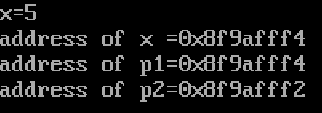 x=5
address of x =0x8f9afff4
address of p1=0x8f9afff4
address of p2=0x8f9afff2